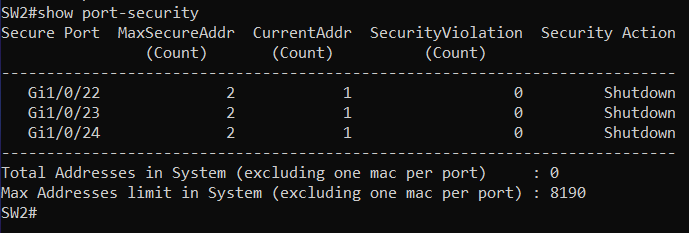 SW2#show port-security
Secure Port  MaxSecureAddr  CurrentAddr  SecurityViolation  Security Action
                (Count)       (Count)          (Count)
---------------------------------------------------------------------------
   Gi1/0/22              2            1                  0         Shutdown
   Gi1/0/23              2            1                  0         Shutdown
   Gi1/0/24              2            1                  0         Shutdown
---------------------------------------------------------------------------
Total Addresses in System (excluding one mac per port)     : 0
Max Addresses limit in System (excluding one mac per port) : 8190
SW2#